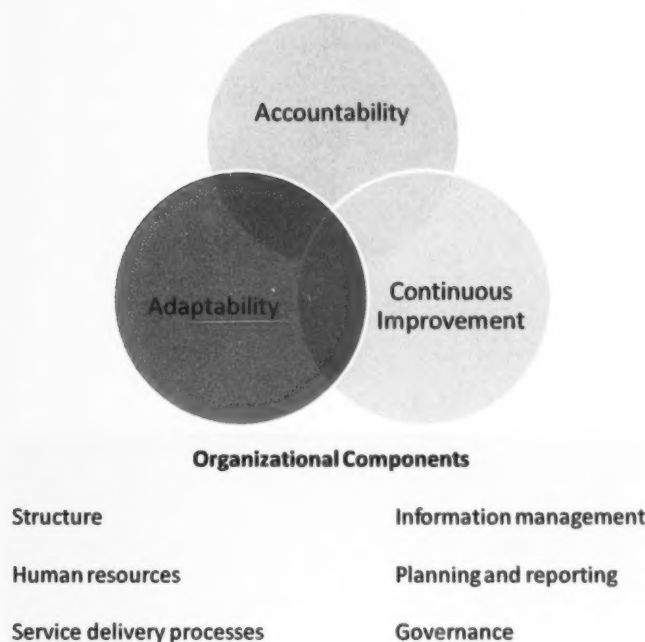 Accountability
Adaptability
Continuous
Improvement
Organizational Components
Structure
Information management
Human resources
Planning and reporting
Service delivery processes
Governance